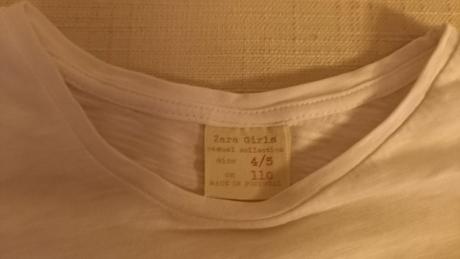 Zara Girls
casual collection
size 4/5
cm 110
MADE IN PORTUGAL